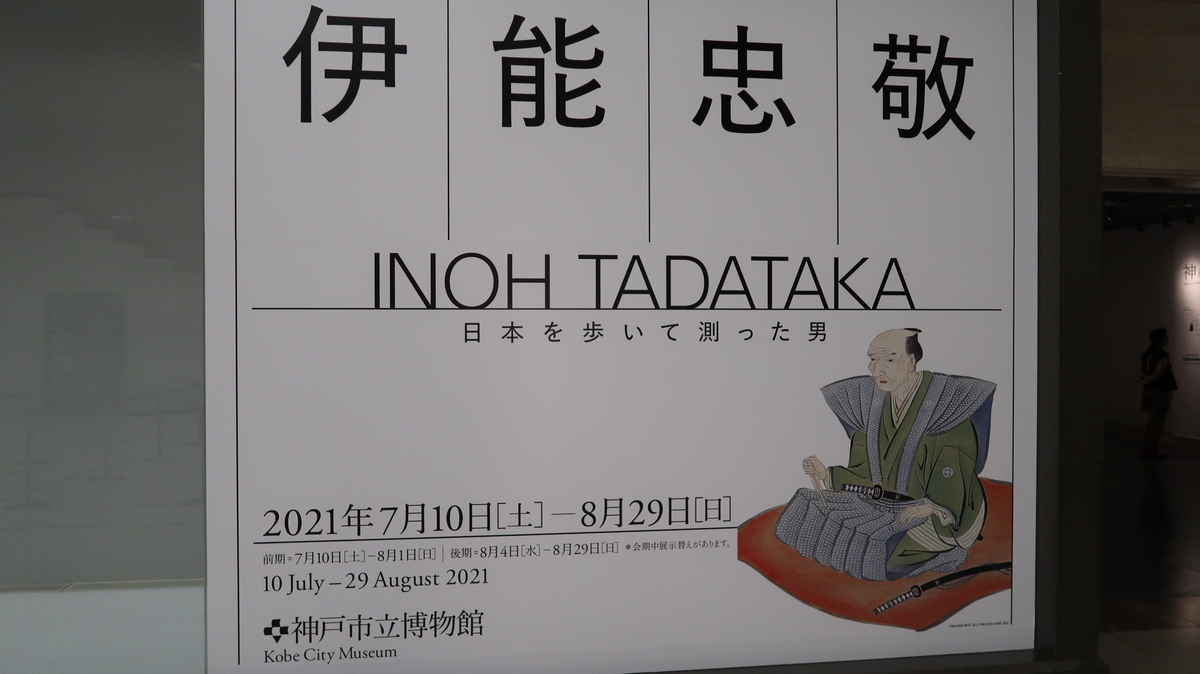 伊能忠敬
INOH TADATAKA
日本を歩いて測った男
2021年7月10日[土]—8月29日[日]
前期=7月10日[土]–8月1日[日]│後期=8月4日[水]–8月29日[日] *会期中展示替えがあります。
10 July – 29 August 2021
神戸市立博物館
Kobe City Museum
神